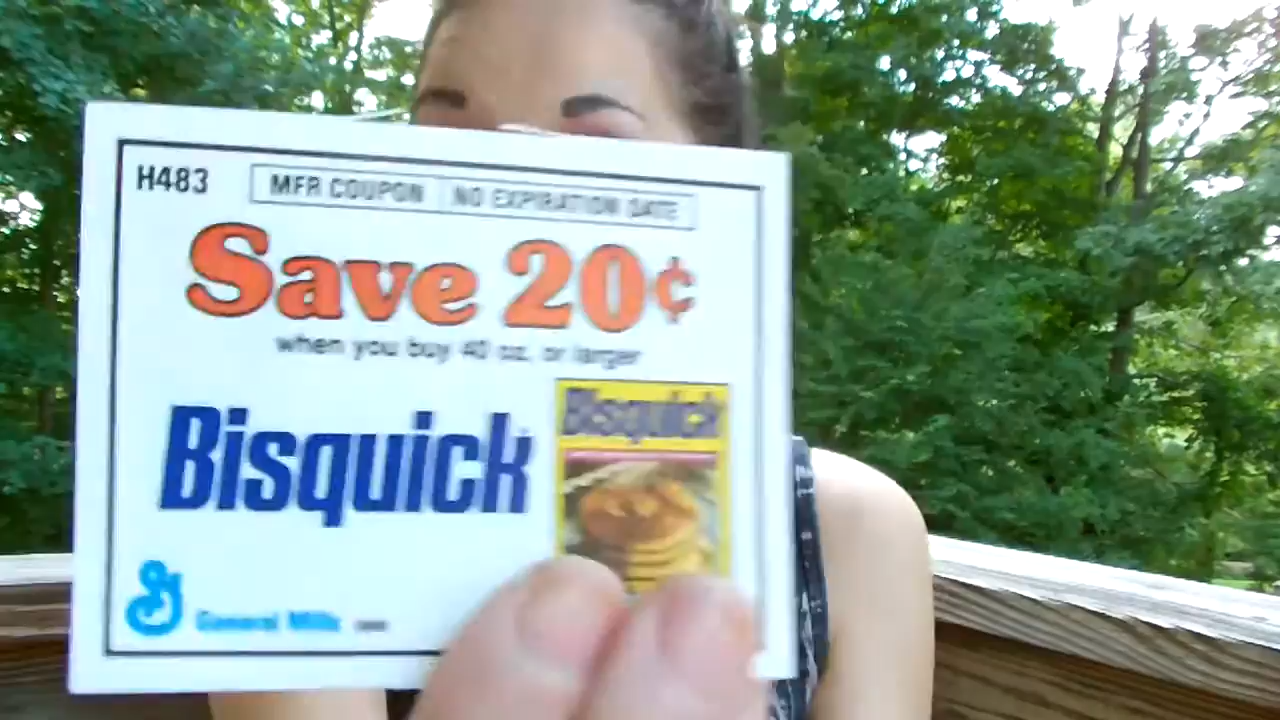 H483
MFR COUPON NO EXPIRATION DATE
Save 20¢
when you buy 40 oz. or larger
Bisquick
Bisquick
General Mills